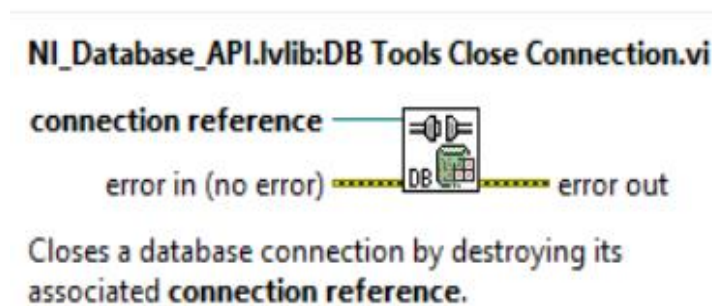 NI_Database_API.lvlib:DB Tools Close Connection.vi
connection reference
DB
error in (no error)
error out
Closes a database connection by destroying its
associated connection reference.